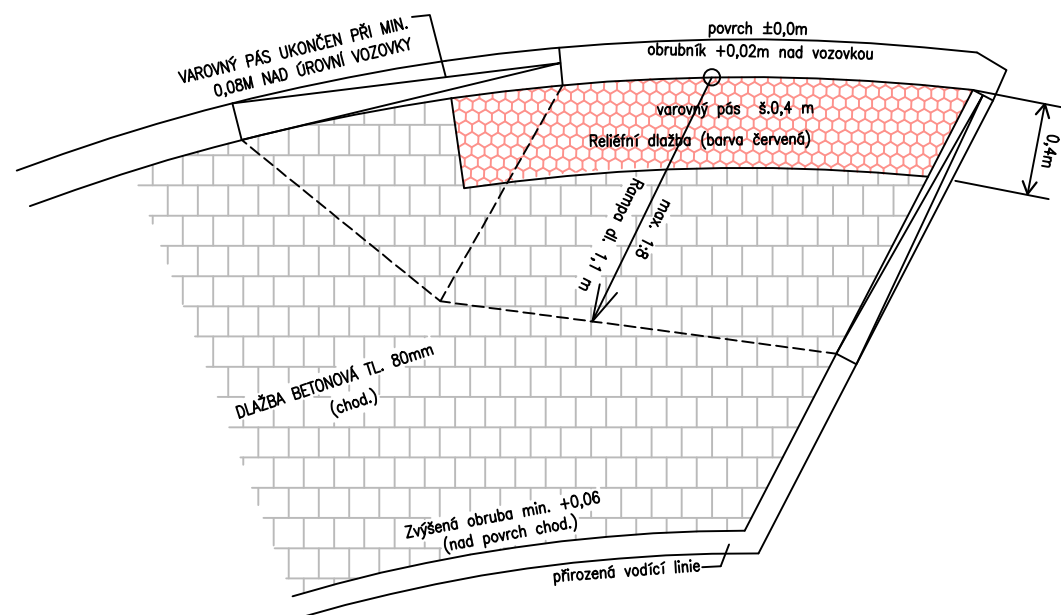 VAROVNÝ PÁS UKONČEN PŘI MIN.
0,08M NAD ÚROVNÍ VOZOVKY
povrch ±0,0m
obrubník +0,02m nad vozovkou
varovný pás š.0,4 m
Reliéfní dlažba (barva červená)
0,4m
max. 1:8
Rampa dl. 1,1 m
DLAŽBA BETONOVÁ TL. 80mm
(chod.)
Zvýšená obruba min. +0,06
(nad povrch chod.)
přirozená vodící linie